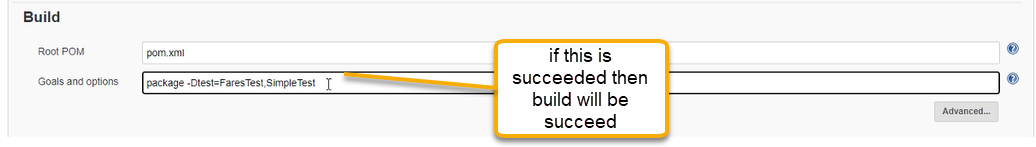 Build
Root POM
pom.xml
Goals and options
package -Dtest=FaresTest,SimpleTest
if this is
succeeded then
build will be
succeed
Advanced...